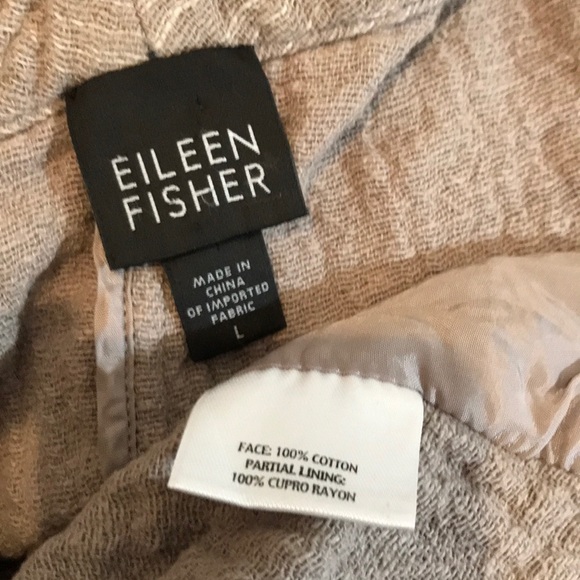 EILEEN
FISHER
MADE IN
CHINA
OF IMPORTED
FABRIC
L
FACE: 100% COTTON
PARTIAL LINING:
100% CUPRO RAYON